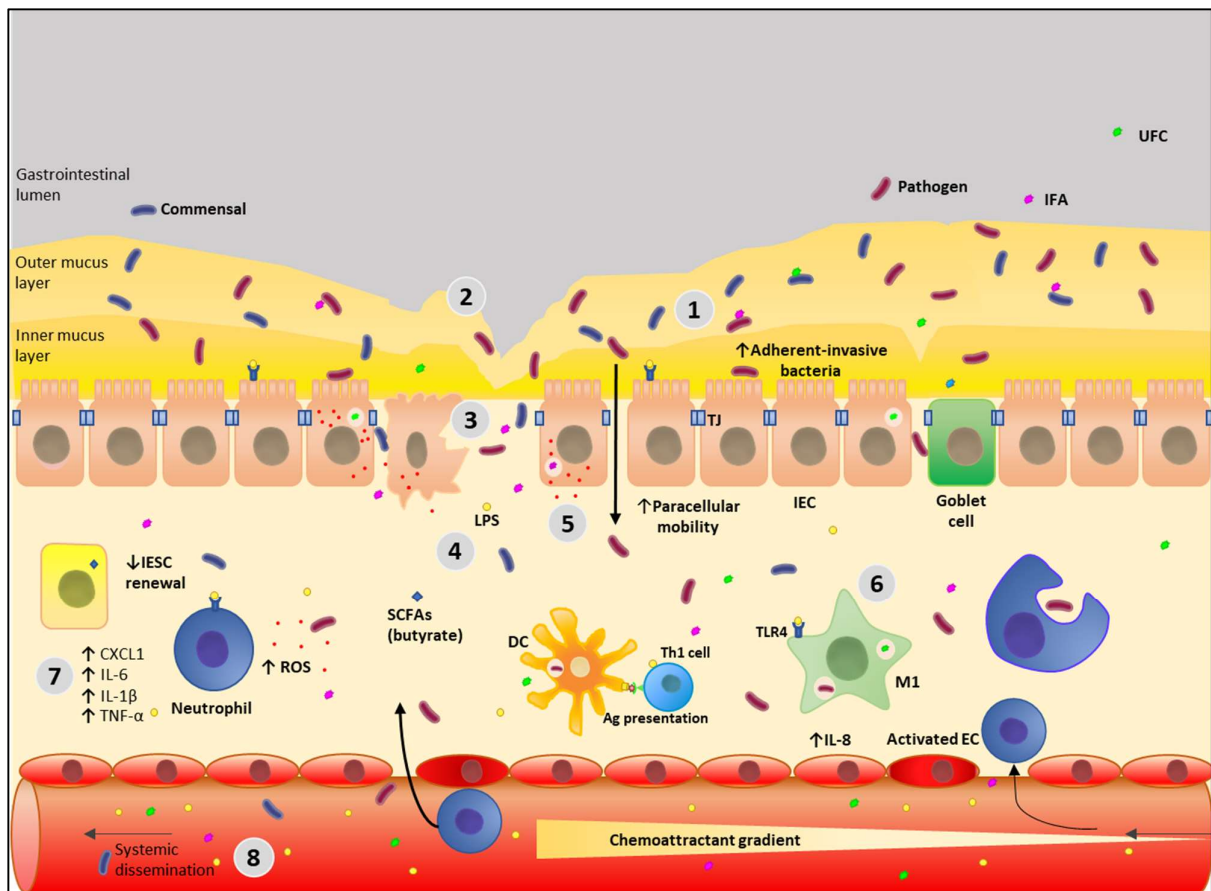 UFC
Gastrointestinal
lumen
Pathogen
Commensal
IFA
Outer mucus
layer
2
1
Inner mucus
layer
↑Adherent-invasive
bacteria
3
TJ
LPS
5
↑Paracellular
mobility
IEC
Goblet
cell
4
↓IESC
renewal
6
SCFAs
(butyrate)
TLR4
DC
Th1 cell
7
↑ CXCL1
↑ IL-6
↑ IL-1β
↑ TNF-α
↑ ROS
M1
Neutrophil
Ag presentation
↑IL-8
Activated EC
Chemoattractant gradient
Systemic
dissemination
8